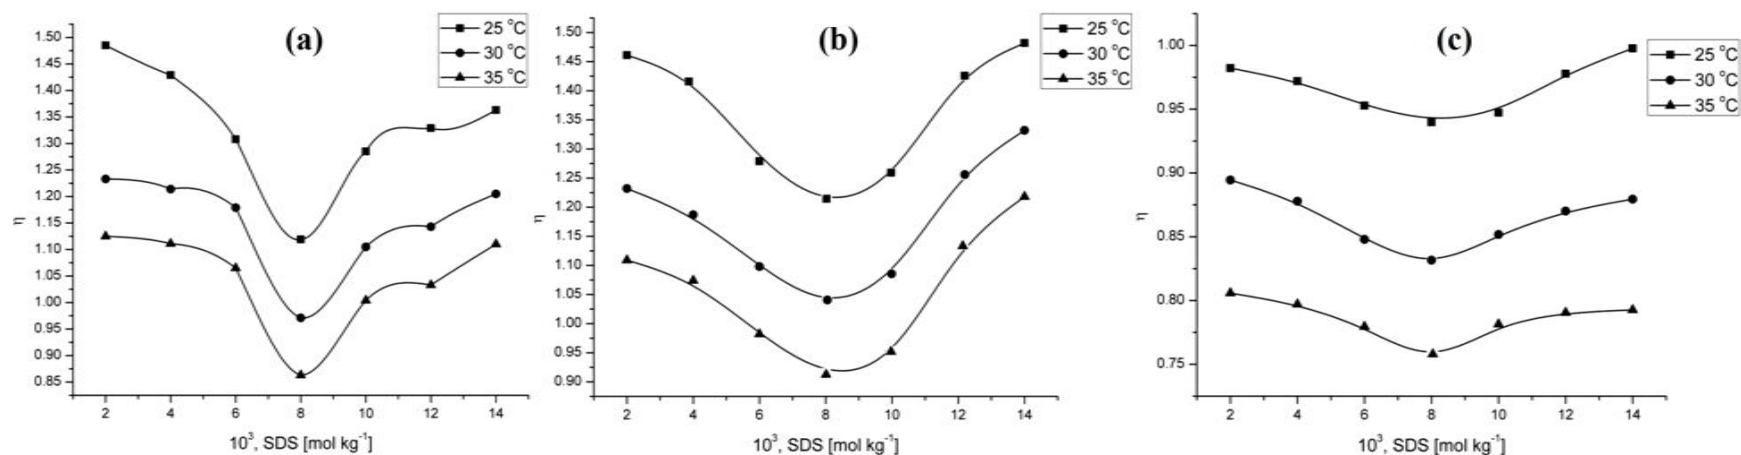 (a)
25 °C
30 °C
35 °C
1.50
1.45
1.40
1.35
1.30
1.25
1.20
1.15
1.10
1.05
1.00
0.95
0.90
0.85
η
2 4 6 8 10 12 14
10³, SDS [mol kg⁻¹]
(b)
25 °C
30 °C
35 °C
1.50
1.45
1.40
1.35
1.30
1.25
1.20
1.15
1.10
1.05
1.00
0.95
0.90
η
2 4 6 8 10 12 14
10³, SDS [mol kg⁻¹]
(c)
25 °C
30 °C
35 °C
1.00
0.95
0.90
0.85
0.80
0.75
η
2 4 6 8 10 12 14
10³, SDS [mol kg⁻¹]